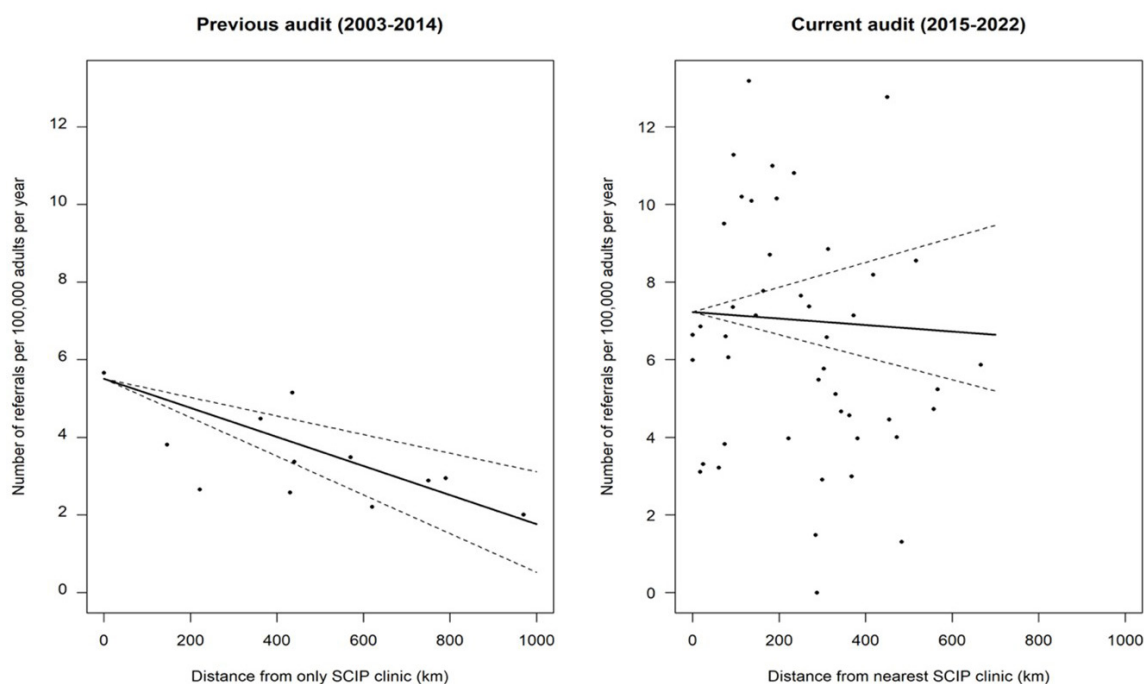 Previous audit (2003-2014)
Number of referrals per 100,000 adults per year
12
10
8
6
4
2
0
0 200 400 600 800 1000
Distance from only SCIP clinic (km)
Current audit (2015-2022)
Number of referrals per 100,000 adults per year
12
10
8
6
4
2
0
0 200 400 600 800 1000
Distance from nearest SCIP clinic (km)